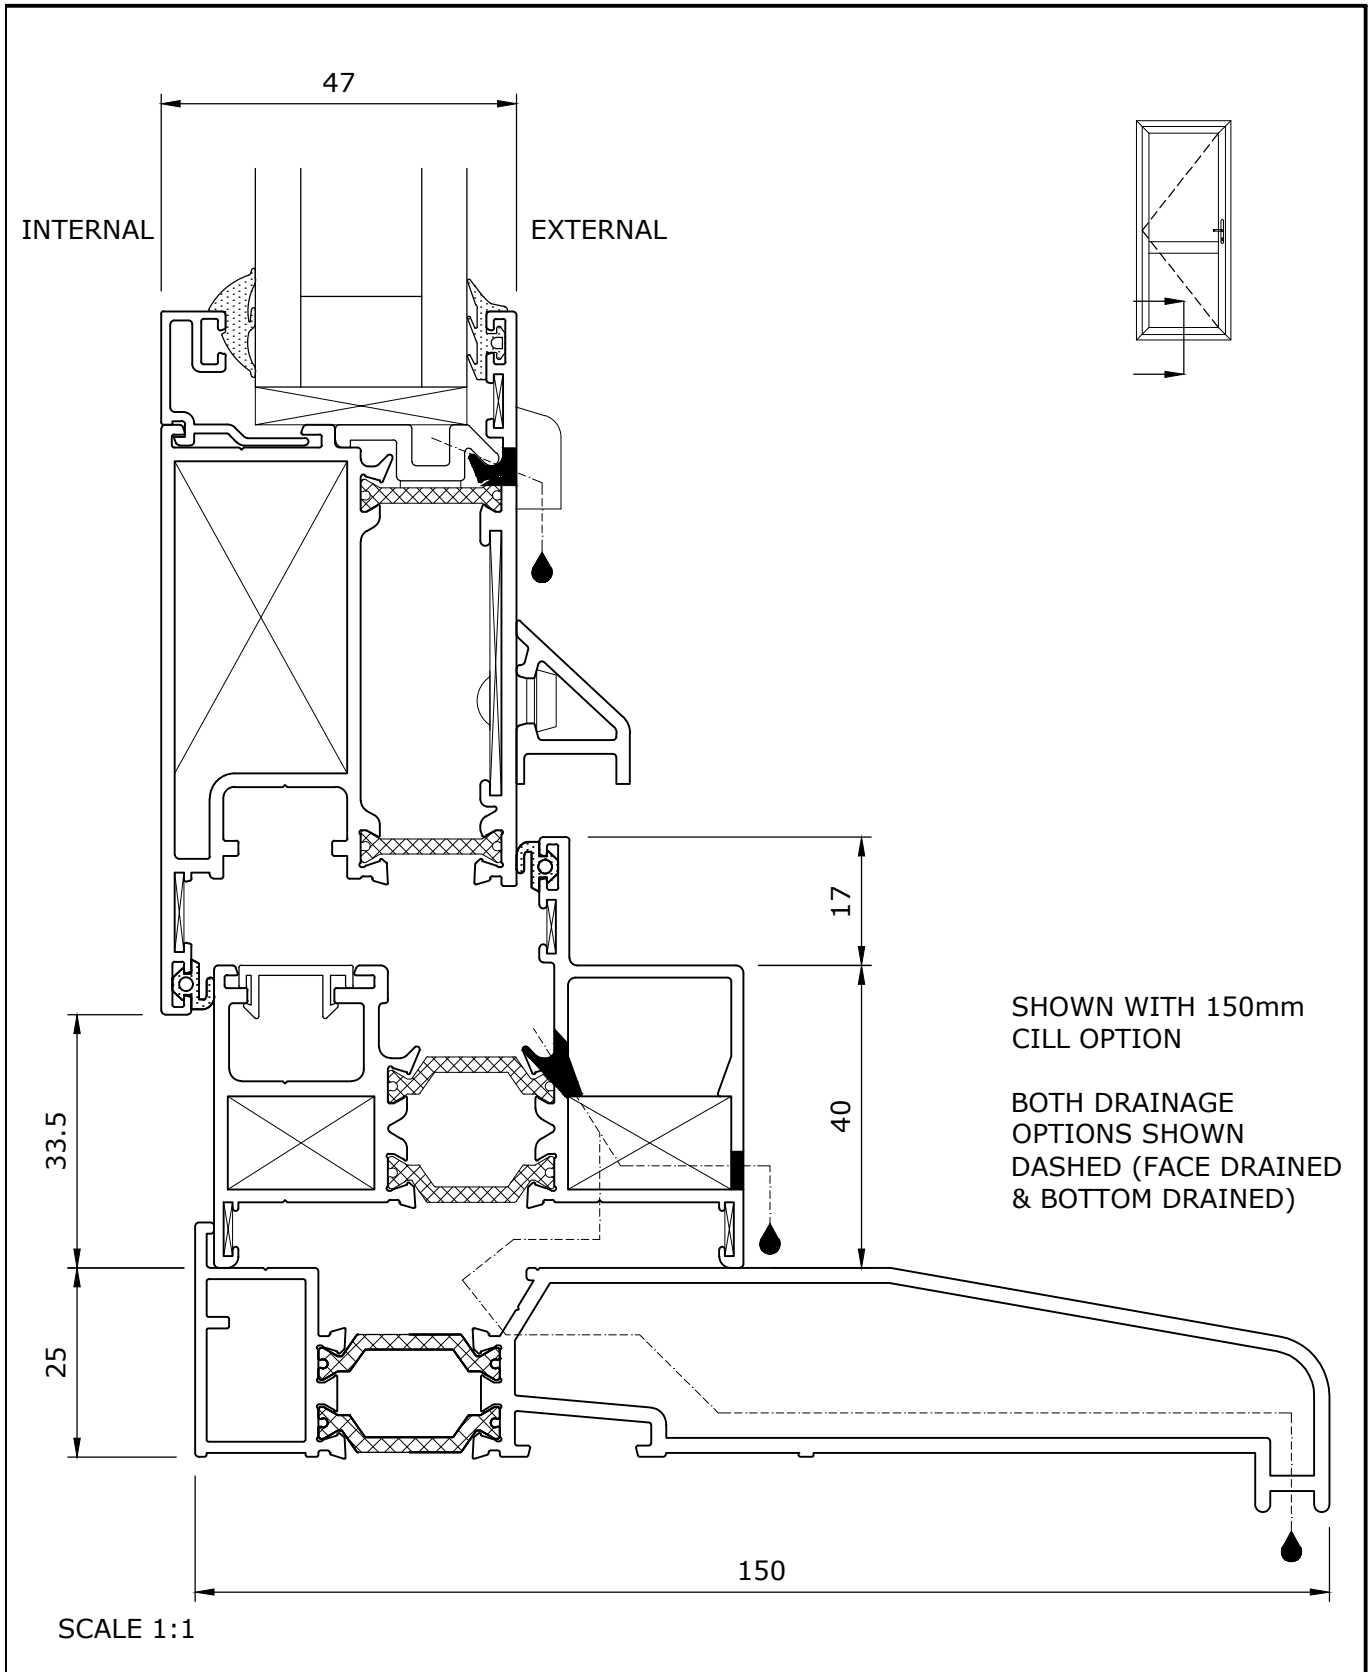 47
INTERNAL
EXTERNAL
17
SHOWN WITH 150mm
CILL OPTION
33.5
40
BOTH DRAINAGE
OPTIONS SHOWN
DASHED (FACE DRAINED
& BOTTOM DRAINED)
25
150
SCALE 1:1